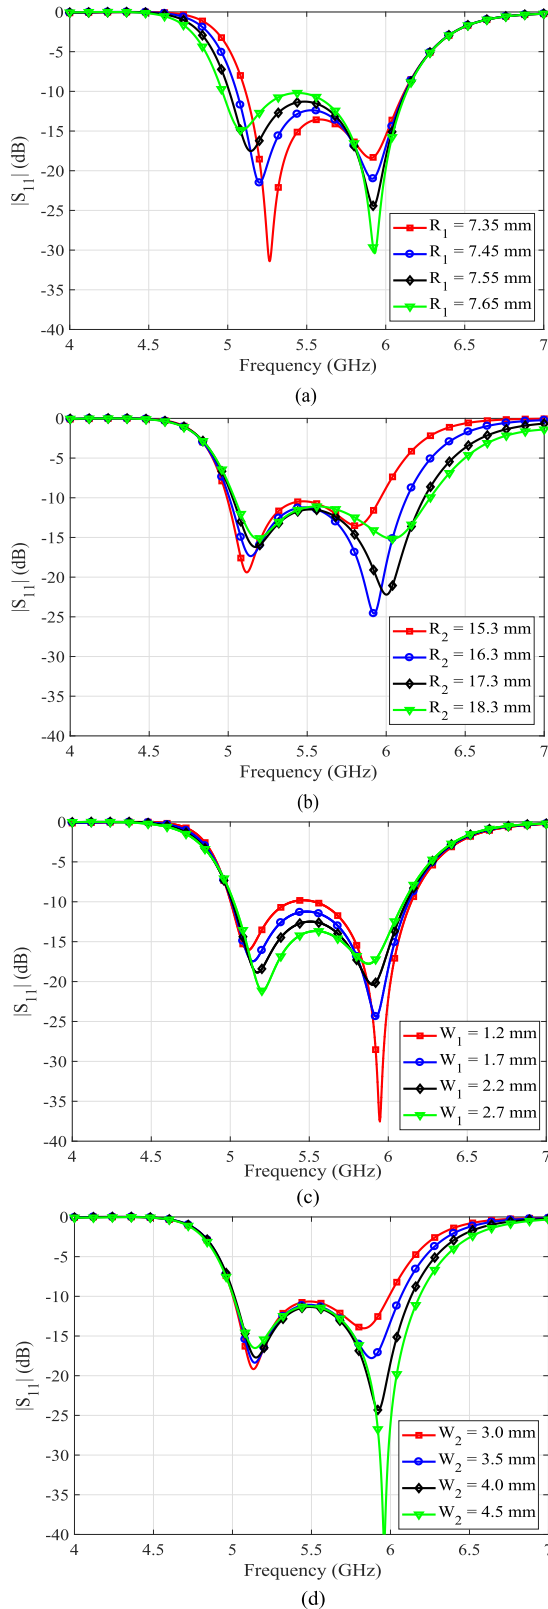 0
-5
-10
-15
-20
-25
-30
-35
-40
|S11| (dB)
R1 = 7.35 mm
R1 = 7.45 mm
R1 = 7.55 mm
R1 = 7.65 mm
4 4.5 5 5.5 6 6.5 7
Frequency (GHz)
(a)
0
-5
-10
-15
-20
-25
-30
-35
-40
|S11| (dB)
R2 = 15.3 mm
R2 = 16.3 mm
R2 = 17.3 mm
R2 = 18.3 mm
4 4.5 5 5.5 6 6.5 7
Frequency (GHz)
(b)
0
-5
-10
-15
-20
-25
-30
-35
-40
|S11| (dB)
W1 = 1.2 mm
W1 = 1.7 mm
W1 = 2.2 mm
W1 = 2.7 mm
4 4.5 5 5.5 6 6.5 7
Frequency (GHz)
(c)
0
-5
-10
-15
-20
-25
-30
-35
-40
|S11| (dB)
W2 = 3.0 mm
W2 = 3.5 mm
W2 = 4.0 mm
W2 = 4.5 mm
4 4.5 5 5.5 6 6.5 7
Frequency (GHz)
(d)